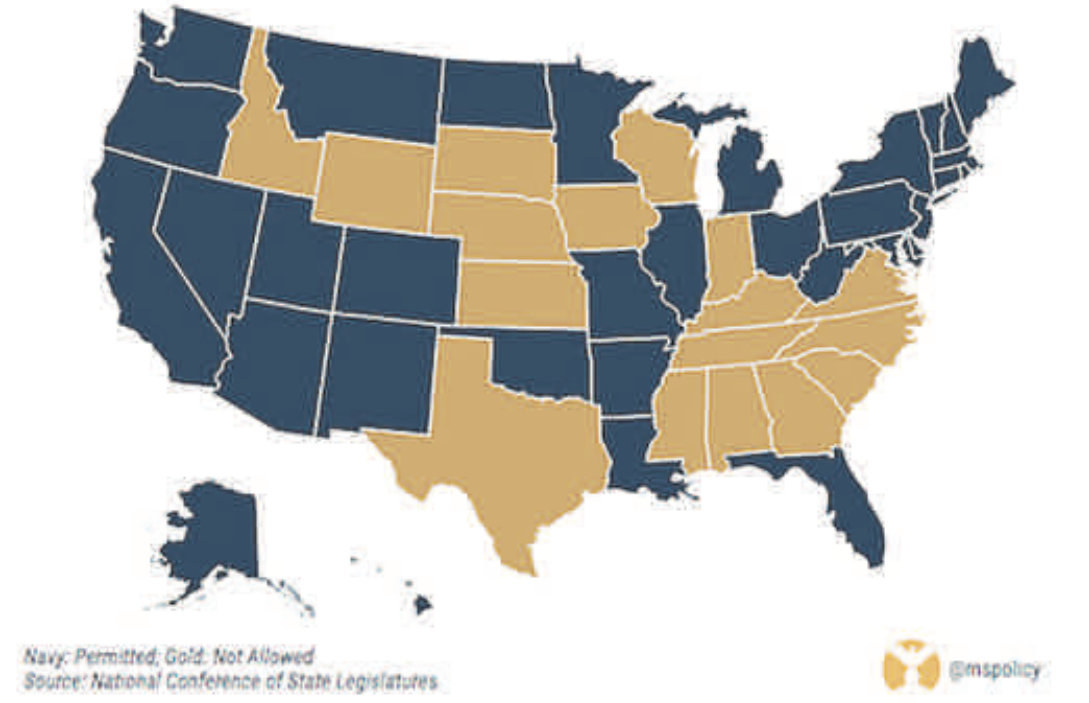 Navy: Permitted; Gold: Not Allowed
Source: National Conference of State Legislatures
@mspolicy